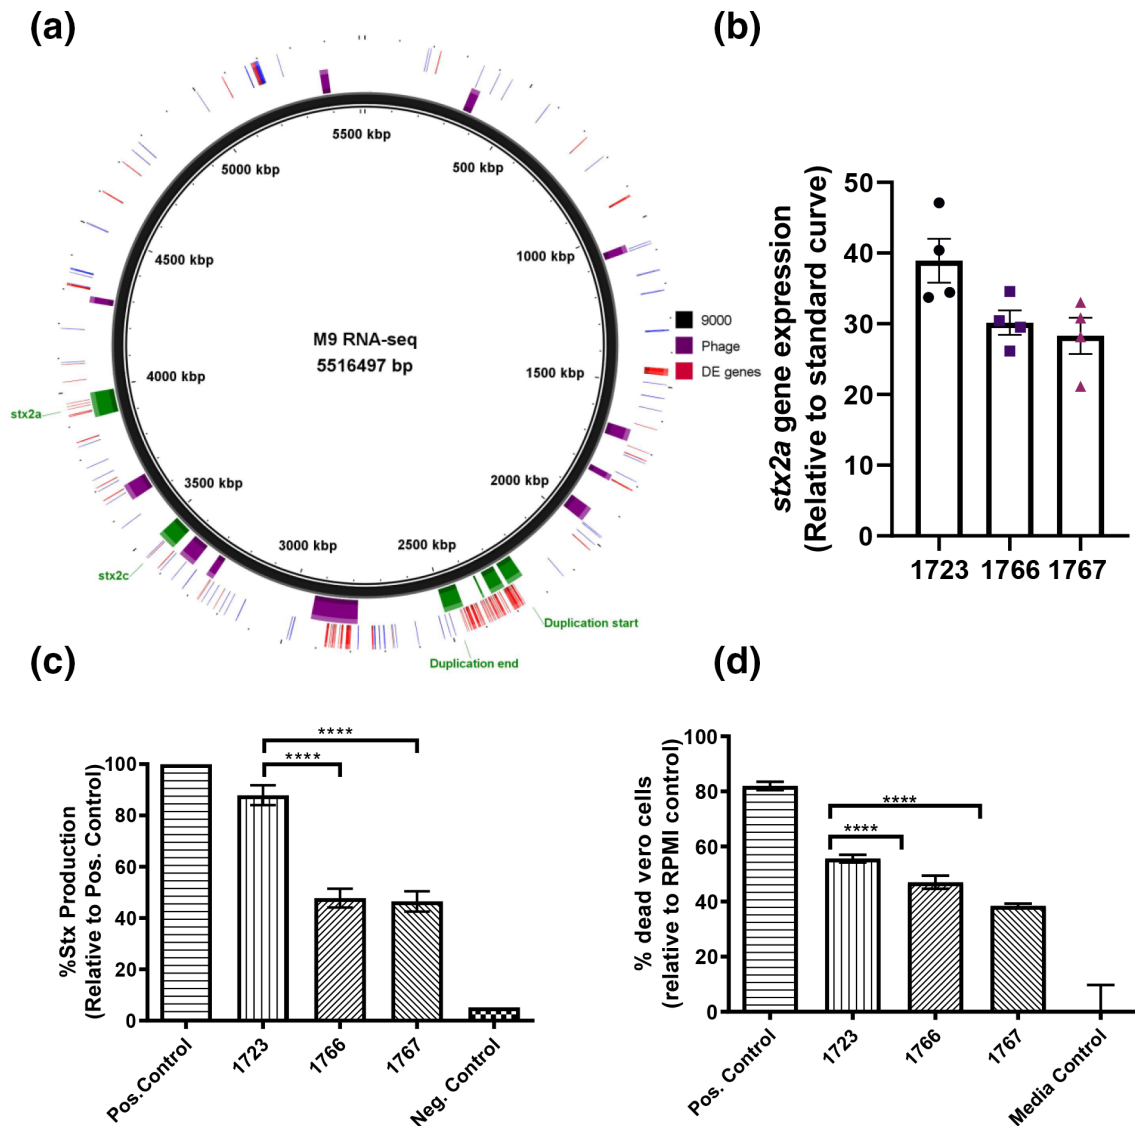 (a)
5500 kbp
500 kbp
1000 kbp
1500 kbp
2000 kbp
2500 kbp
3000 kbp
3500 kbp
4000 kbp
4500 kbp
5000 kbp
M9 RNA-seq
5516497 bp
9000
Phage
DE genes
stx2a
stx2c
Duplication end
Duplication start
(b)
stx2a gene expression
(Relative to standard curve)
50
40
30
20
10
0
1723 1766 1767
(c)
%Stx Production
(Relative to Pos. Control)
100
80
60
40
20
0
****
****
Pos.Control
1723
1766
1767
Neg. Control
(d)
% dead vero cells
(relative to RPMI control)
100
80
60
40
20
0
****
****
Pos. Control
1723
1766
1767
Media Control